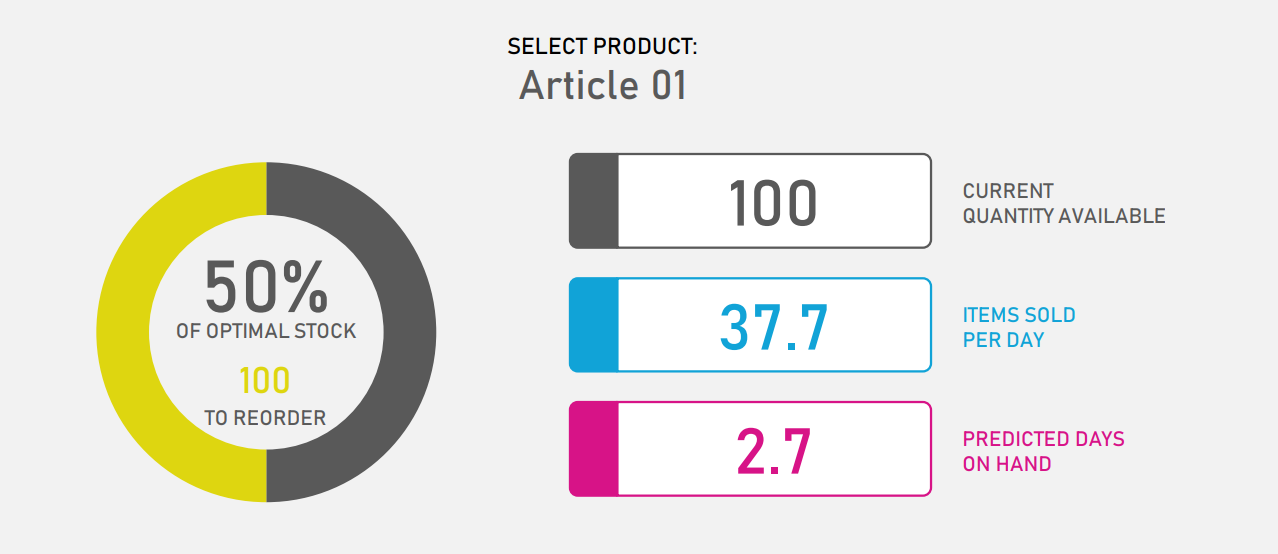 SELECT PRODUCT:
Article 01
50%
OF OPTIMAL STOCK
100
TO REORDER
100
CURRENT
QUANTITY AVAILABLE
37.7
ITEMS SOLD
PER DAY
2.7
PREDICTED DAYS
ON HAND